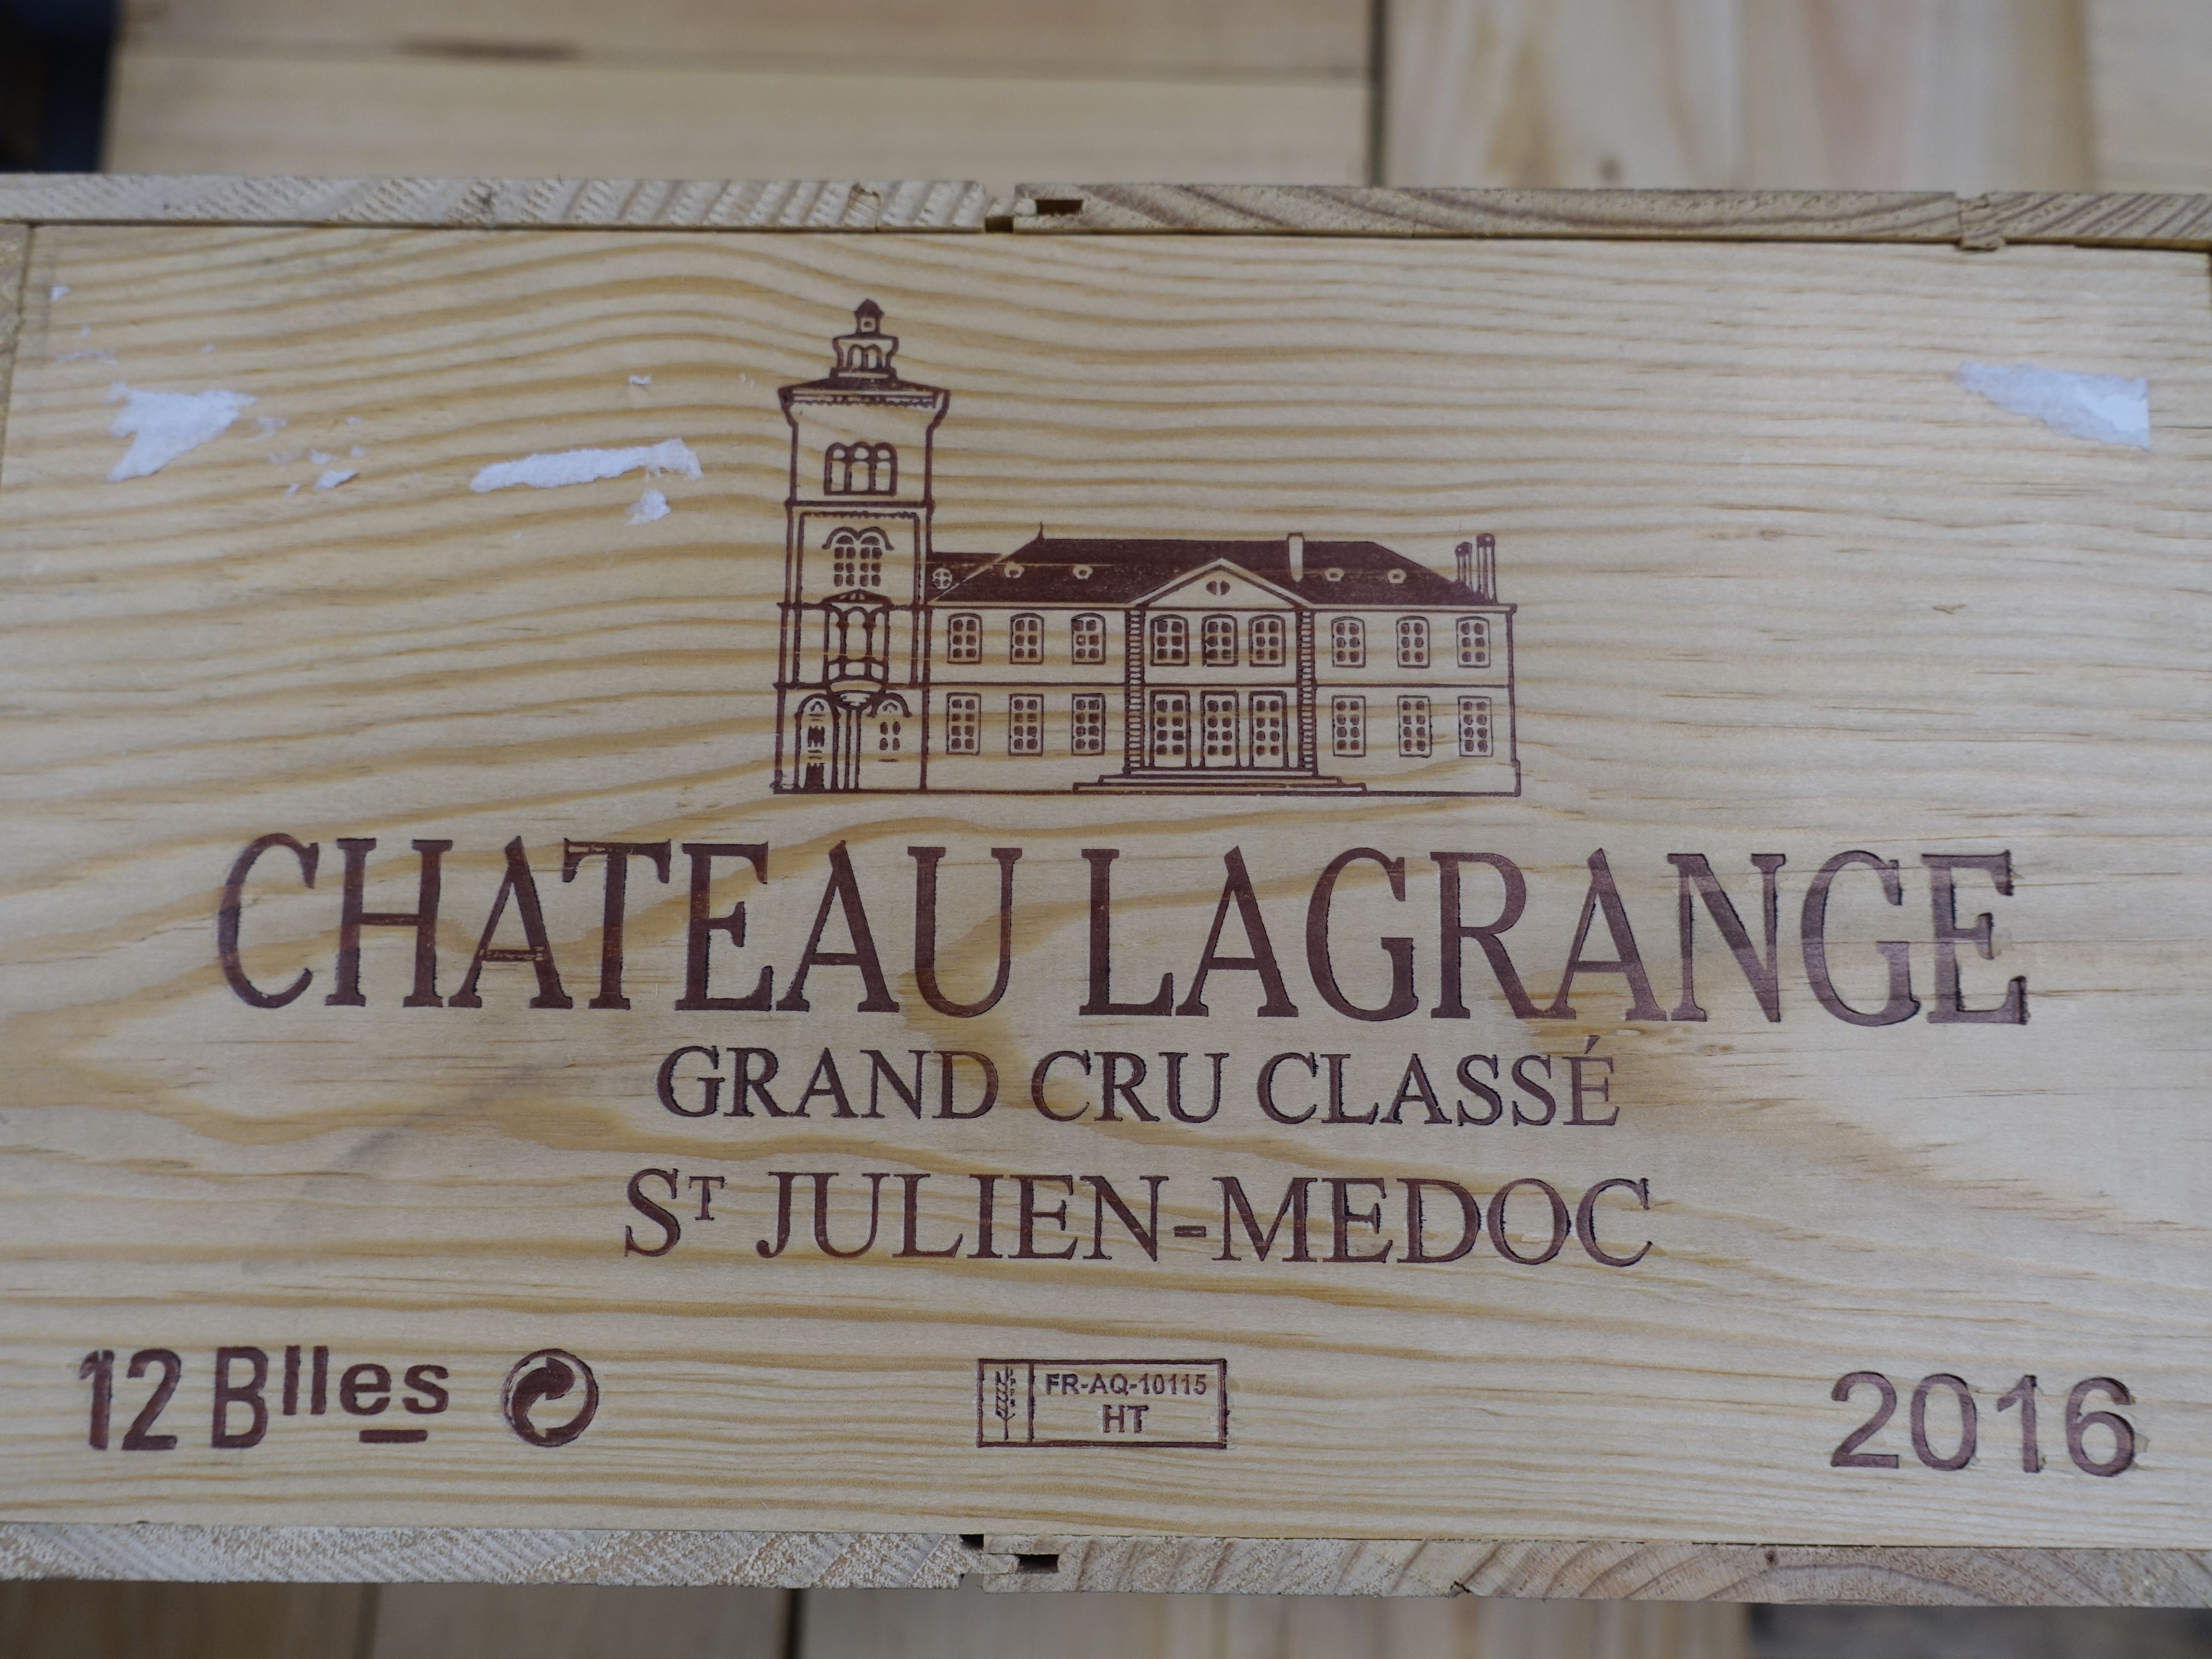 CHATEAU LAGRANGE
GRAND CRU CLASSÉ
ST JULIEN-MEDOC
12 Blles
FR-AQ-10115
HT
2016